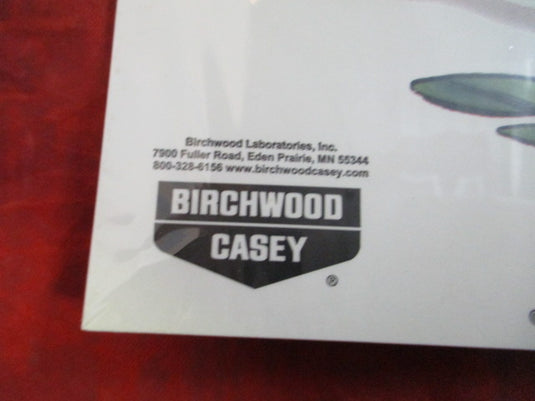 Birchwood Laboratories, Inc.
7900 Fuller Road, Eden Prairie, MN 55344
800-328-6156 www.birchwoodcasey.com
BIRCHWOOD
CASEY
®